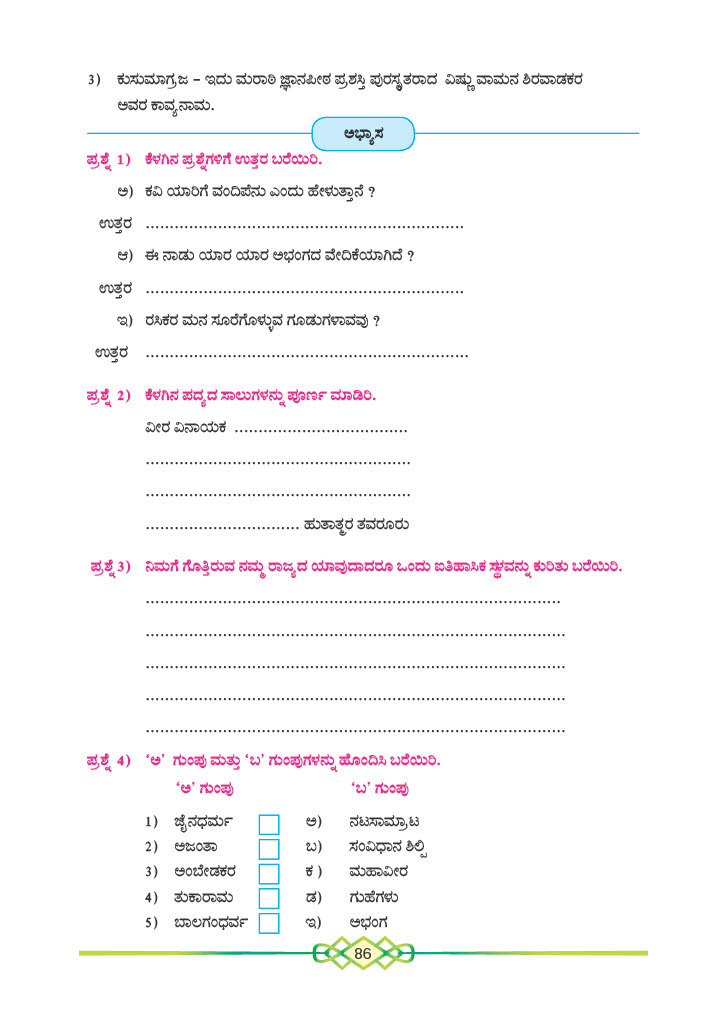 3) ಕುಸುಮಾಗ್ರಜ – ಇದು ಮರಾಠಿ ಜ್ಞಾನಪೀಠ ಪ್ರಶಸ್ತಿ ಪುರಸ್ಕೃತರಾದ ವಿಷ್ಣು ವಾಮನ ಶಿರವಾಡಕರ
ಅವರ ಕಾವ್ಯನಾಮ.
ಅಭ್ಯಾಸ
ಪ್ರಶ್ನೆ 1) ಕೆಳಗಿನ ಪ್ರಶ್ನೆಗಳಿಗೆ ಉತ್ತರ ಬರೆಯಿರಿ.
ಅ) ಕವಿ ಯಾರಿಗೆ ವಂದಿಪೆನು ಎಂದು ಹೇಳುತ್ತಾನೆ ?
ಉತ್ತರ ..................................................................
ಆ) ಈ ನಾಡು ಯಾರ ಯಾರ ಅಭಂಗದ ವೇದಿಕೆಯಾಗಿದೆ ?
ಉತ್ತರ ..................................................................
ಇ) ರಸಿಕರ ಮನ ಸೂರೆಗೊಳ್ಳುವ ಗೂಡುಗಳಾವವು ?
ಉತ್ತರ ...................................................................
ಪ್ರಶ್ನೆ 2) ಕೆಳಗಿನ ಪದ್ಯದ ಸಾಲುಗಳನ್ನು ಪೂರ್ಣ ಮಾಡಿರಿ.
ವೀರ ವಿನಾಯಕ ....................................
.......................................................
.......................................................
................................ ಹುತಾತ್ಮರ ತವರೂರು
ಪ್ರಶ್ನೆ 3) ನಿಮಗೆ ಗೊತ್ತಿರುವ ನಮ್ಮ ರಾಜ್ಯದ ಯಾವುದಾದರೂ ಒಂದು ಐತಿಹಾಸಿಕ ಸ್ಥಳವನ್ನು ಕುರಿತು ಬರೆಯಿರಿ.
......................................................................................
.......................................................................................
.......................................................................................
.......................................................................................
.......................................................................................
ಪ್ರಶ್ನೆ 4) ‘ಅ’ ಗುಂಪು ಮತ್ತು ‘ಬ’ ಗುಂಪುಗಳನ್ನು ಹೊಂದಿಸಿ ಬರೆಯಿರಿ.
‘ಅ’ ಗುಂಪು ‘ಬ’ ಗುಂಪು
1) ಜೈನಧರ್ಮ ಅ) ನಟಸಾಮ್ರಾಟ
2) ಅಜಂತಾ ಬ) ಸಂವಿಧಾನ ಶಿಲ್ಪಿ
3) ಅಂಬೇಡಕರ ಕ ) ಮಹಾವೀರ
4) ತುಕಾರಾಮ ಡ) ಗುಹೆಗಳು
5) ಬಾಲಗಂಧರ್ವ ಇ) ಅಭಂಗ
86